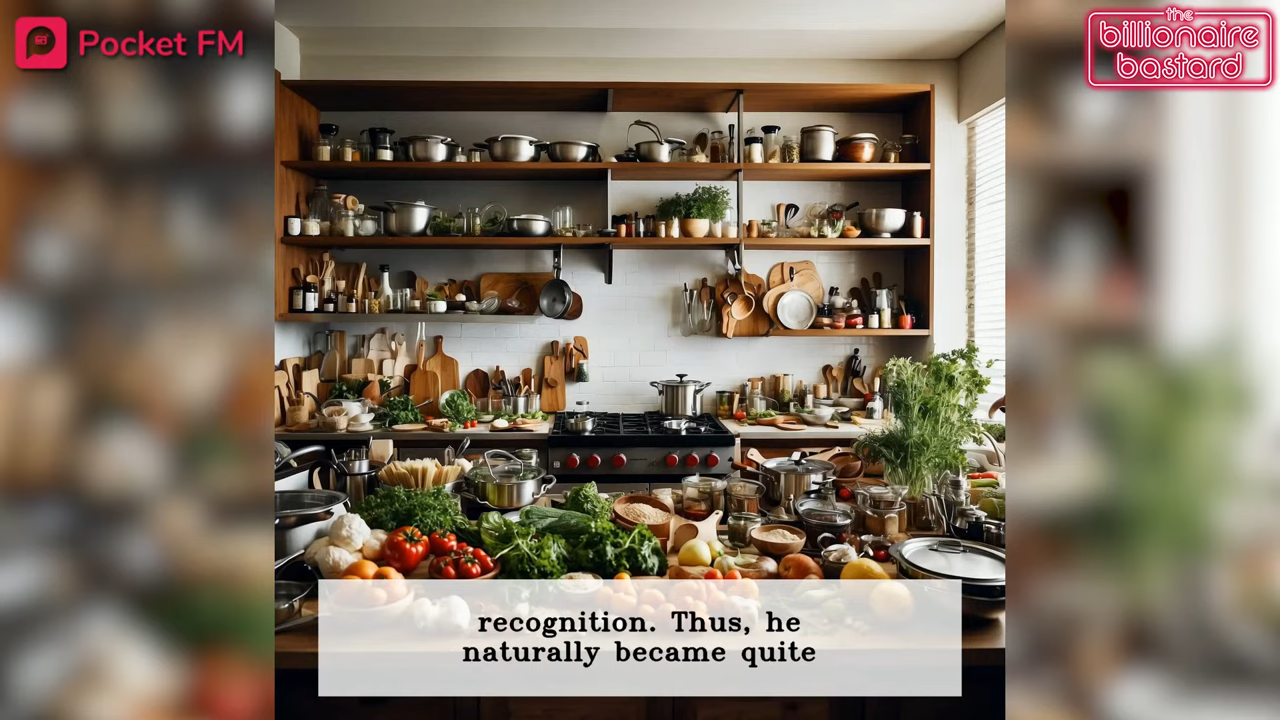 Pocket FM
the
billionaire
bastard
recognition. Thus, he
naturally became quite